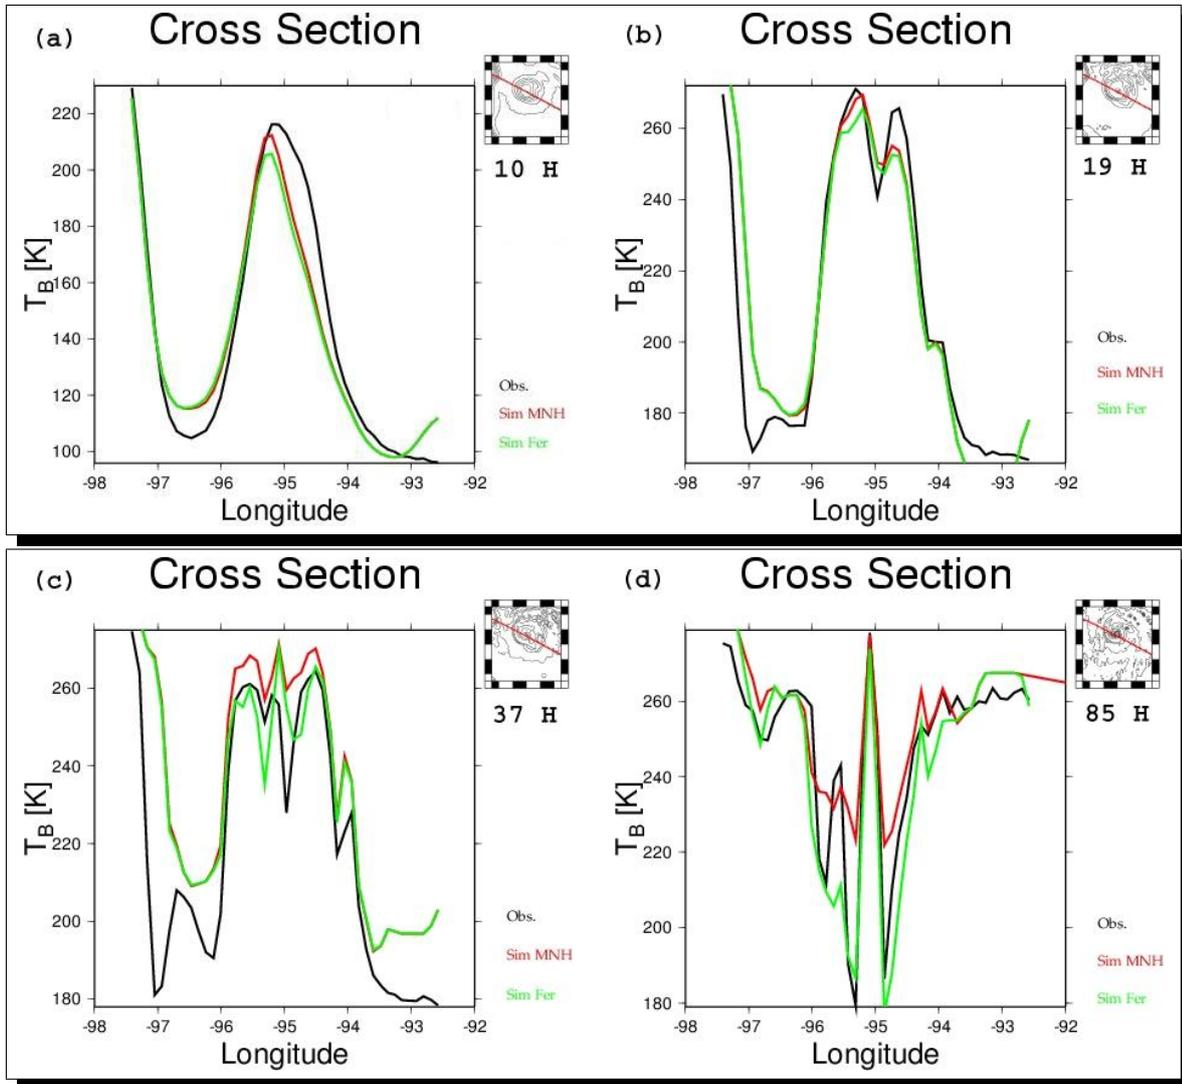 (a) Cross Section
10 H
T_B [K]
220
200
180
160
140
120
100
Obs.
Sim MNH
Sim Fer
-98 -97 -96 -95 -94 -93 -92
Longitude
(b) Cross Section
19 H
T_B [K]
260
240
220
200
180
Obs.
Sim MNH
Sim Fer
-98 -97 -96 -95 -94 -93 -92
Longitude
(c) Cross Section
37 H
T_B [K]
260
240
220
200
180
Obs.
Sim MNH
Sim Fer
-98 -97 -96 -95 -94 -93 -92
Longitude
(d) Cross Section
85 H
T_B [K]
260
240
220
200
180
Obs.
Sim MNH
Sim Fer
-98 -97 -96 -95 -94 -93 -92
Longitude